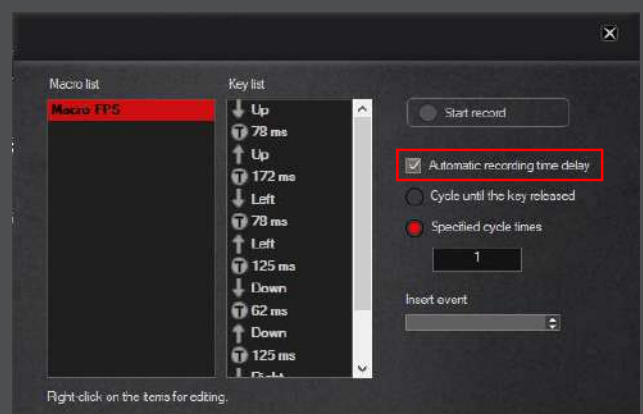 Macro list
Macro FPS
Key list
Up
78 ms
Up
172 ms
Left
78 ms
Left
125 ms
Down
62 ms
Down
125 ms
Right
Start record
Automatic recording time delay
Cycle until the key released
Specified cycle times
1
Insert event
Right-click on the items for editing.